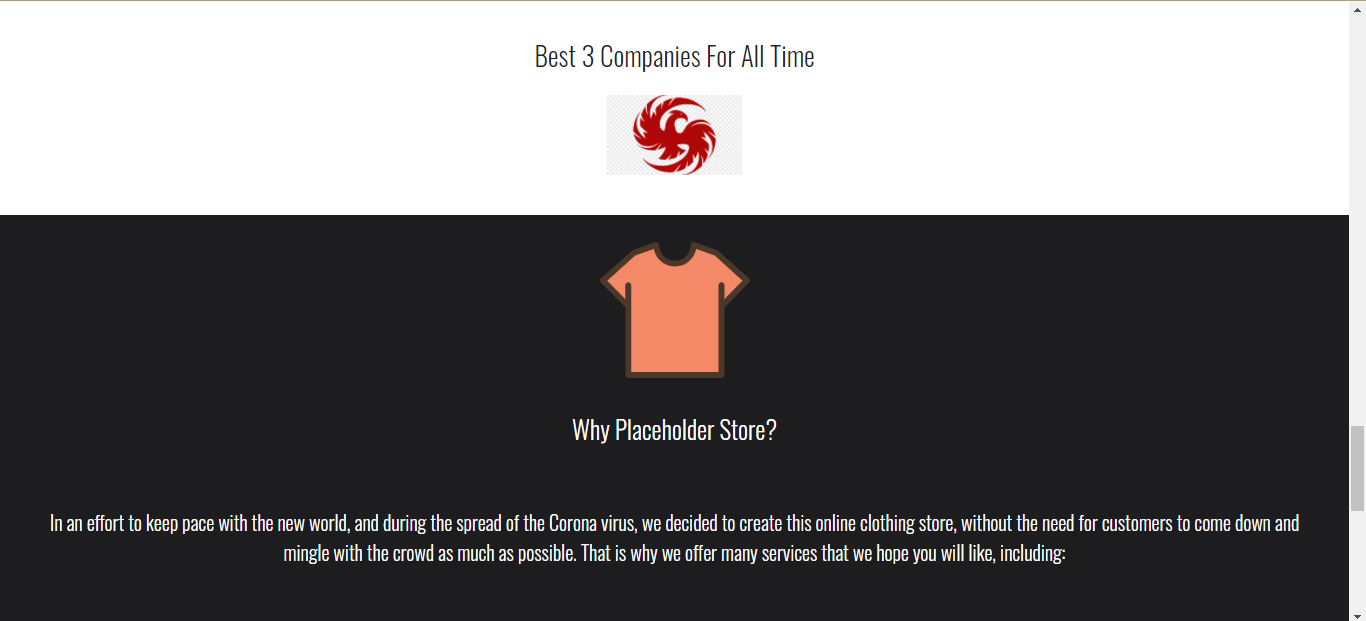 Best 3 Companies For All Time
Why Placeholder Store?
In an effort to keep pace with the new world, and during the spread of the Corona virus, we decided to create this online clothing store, without the need for customers to come down and
mingle with the crowd as much as possible. That is why we offer many services that we hope you will like, including: